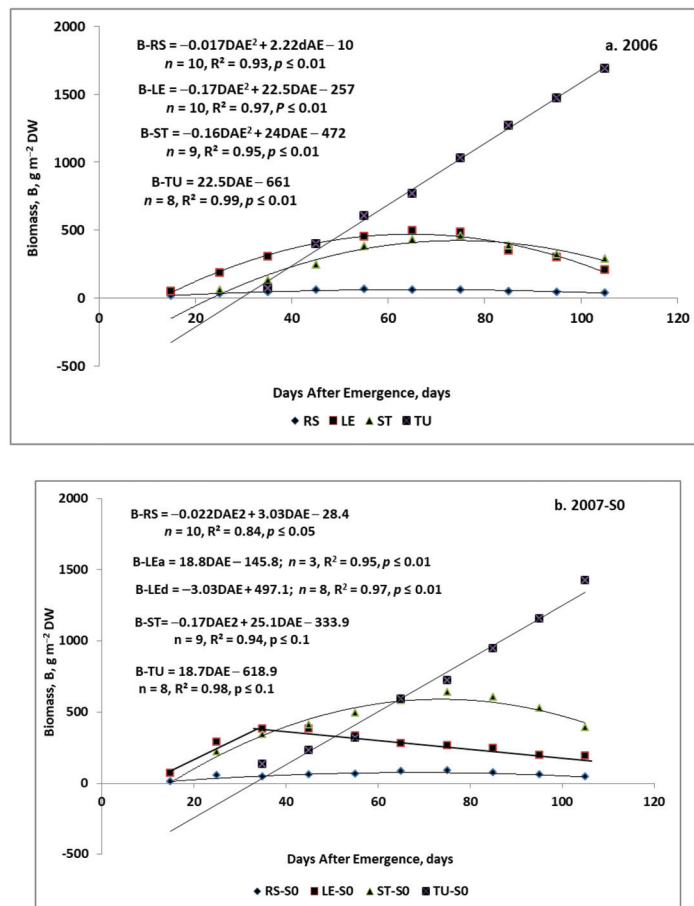 a. 2006
B-RS = −0.017DAE² + 2.22dAE − 10
n = 10, R² = 0.93, p ≤ 0.01
B-LE = −0.17DAE² + 22.5DAE − 257
n = 10, R² = 0.97, P ≤ 0.01
B-ST = −0.16DAE² + 24DAE − 472
n = 9, R² = 0.95, p ≤ 0.01
B-TU = 22.5DAE − 661
n = 8, R² = 0.99, p ≤ 0.01
Biomass, B, g m⁻² DW
2000
1500
1000
500
0
-500
0 20 40 60 80 100 120
Days After Emergence, days
RS LE ST TU
b. 2007-S0
B-RS = −0.022DAE2 + 3.03DAE − 28.4
n = 10, R² = 0.84, p ≤ 0.05
B-LEa = 18.8DAE − 145.8; n = 3, R² = 0.95, p ≤ 0.01
B-LEd = −3.03DAE + 497.1; n = 8, R² = 0.97, p ≤ 0.01
B-ST= −0.17DAE2 + 25.1DAE − 333.9
n = 9, R² = 0.94, p ≤ 0.1
B-TU = 18.7DAE − 618.9
n = 8, R² = 0.98, p ≤ 0.1
Biomass, B, g m⁻² DW
2000
1500
1000
500
0
-500
0 20 40 60 80 100 120
Days After Emergence, days
RS-S0 LE-S0 ST-S0 TU-S0